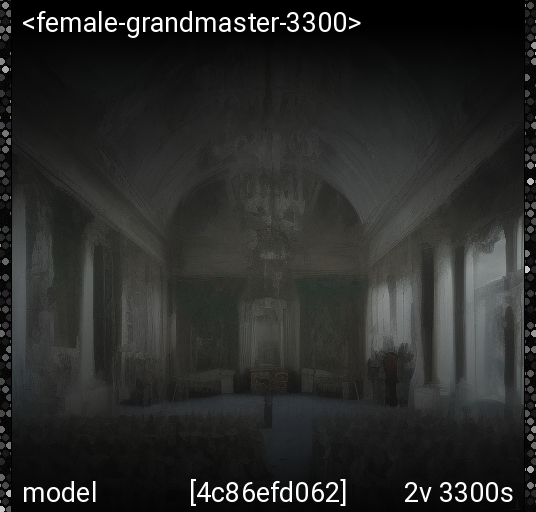 <female-grandmaster-3300>
model [4c86efd062] 2v 3300s